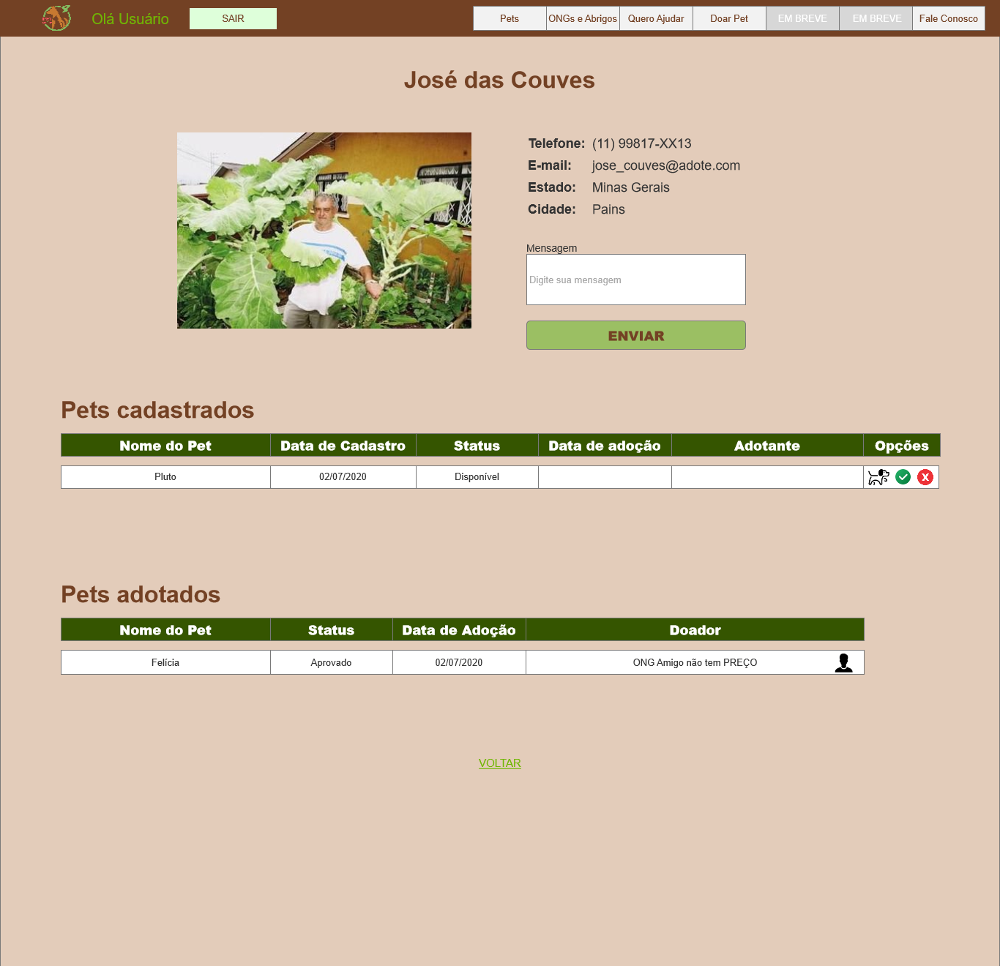 Olá Usuário
SAIR
Pets
ONGs e Abrigos
Quero Ajudar
Doar Pet
EM BREVE
EM BREVE
Fale Conosco
José das Couves
Telefone: (11) 99817-XX13
E-mail: jose_couves@adote.com
Estado: Minas Gerais
Cidade: Pains
Mensagem
Digite sua mensagem
ENVIAR
Pets cadastrados
Nome do Pet Data de Cadastro Status Data de adoção Adotante Opções
Pluto 02/07/2020 Disponível
Pets adotados
Nome do Pet Status Data de Adoção Doador
Felícia Aprovado 02/07/2020 ONG Amigo não tem PREÇO
VOLTAR